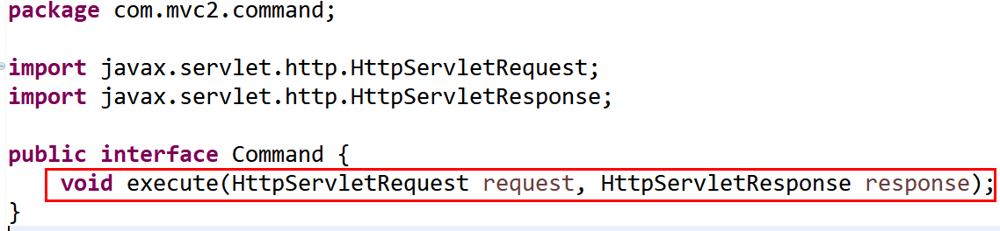 package com.mvc2.command;
import javax.servlet.http.HttpServletRequest;
import javax.servlet.http.HttpServletResponse;
public interface Command {
void execute(HttpServletRequest request, HttpServletResponse response);
}